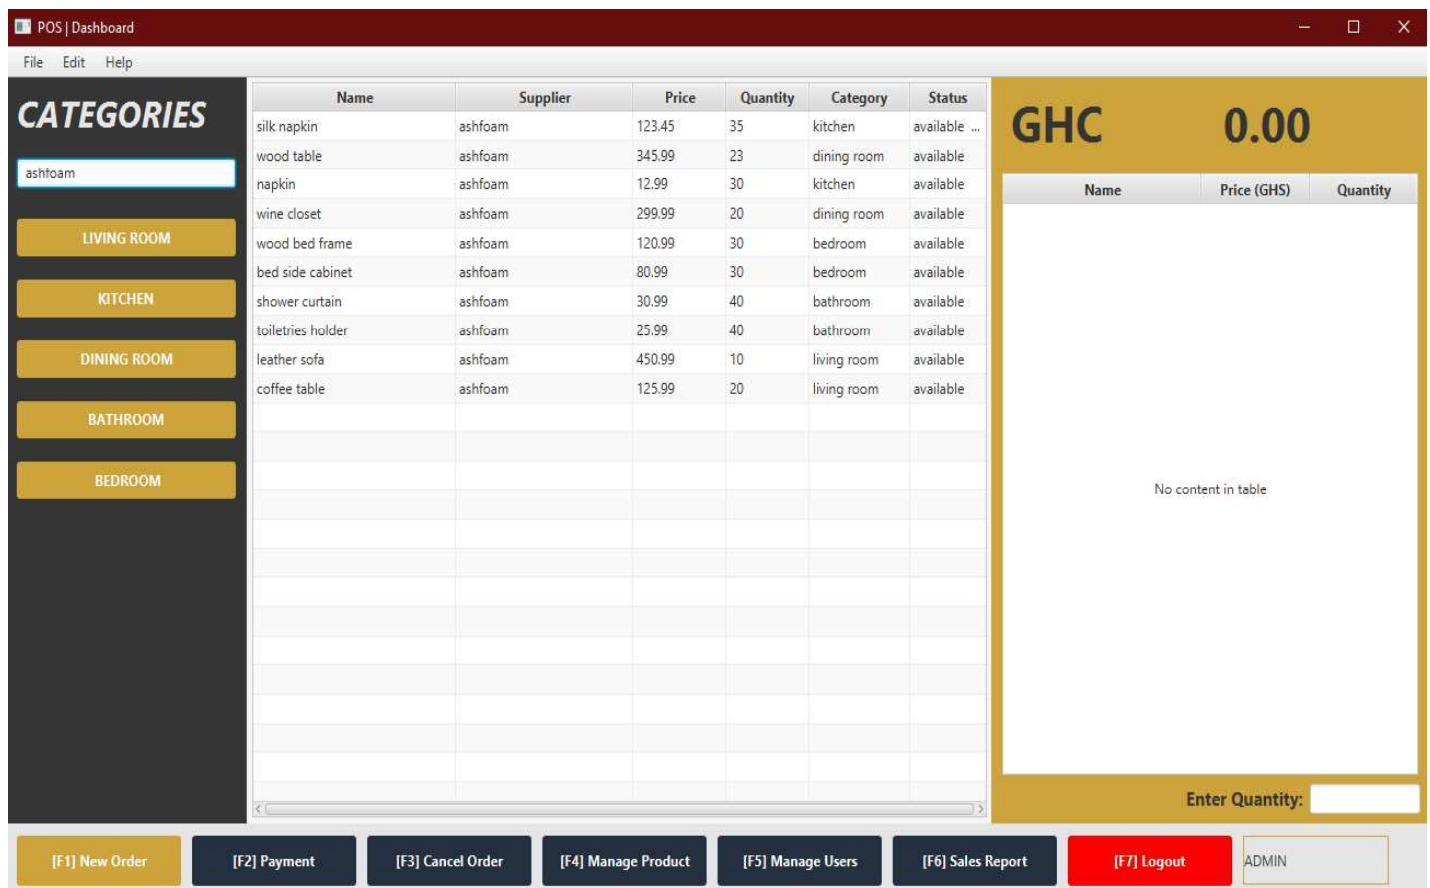 POS | Dashboard
File Edit Help
CATEGORIES
ashfoam
LIVING ROOM
KITCHEN
DINING ROOM
BATHROOM
BEDROOM
Name Supplier Price Quantity Category Status
silk napkin ashfoam 123.45 35 kitchen available ...
wood table ashfoam 345.99 23 dining room available
napkin ashfoam 12.99 30 kitchen available
wine closet ashfoam 299.99 20 dining room available
wood bed frame ashfoam 120.99 30 bedroom available
bed side cabinet ashfoam 80.99 30 bedroom available
shower curtain ashfoam 30.99 40 bathroom available
toiletries holder ashfoam 25.99 40 bathroom available
leather sofa ashfoam 450.99 10 living room available
coffee table ashfoam 125.99 20 living room available
GHC 0.00
Name Price (GHS) Quantity
No content in table
Enter Quantity:
[F1] New Order [F2] Payment [F3] Cancel Order [F4] Manage Product [F5] Manage Users [F6] Sales Report [F7] Logout ADMIN